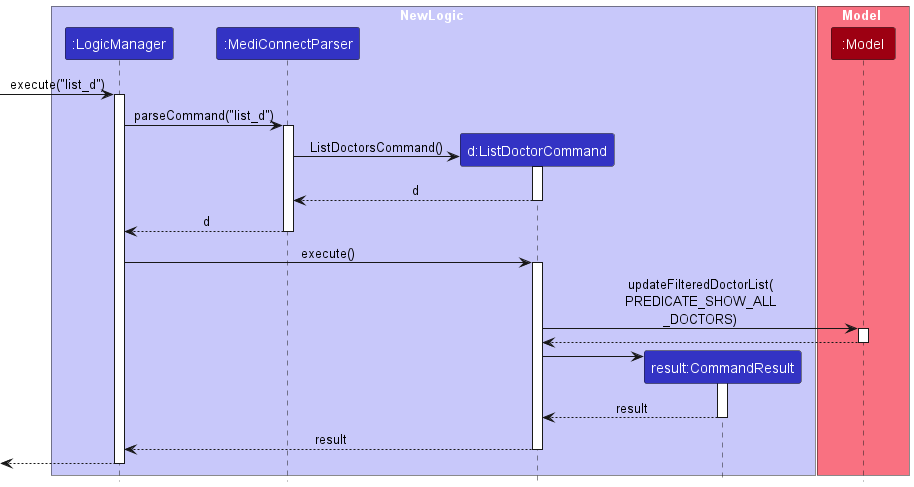 NewLogic
Model
:LogicManager
:MediConnectParser
:Model
execute("list_d")
parseCommand("list_d")
ListDoctorsCommand()
d:ListDoctorCommand
d
d
execute()
updateFilteredDoctorList(
PREDICATE_SHOW_ALL
_DOCTORS)
result:CommandResult
result
result